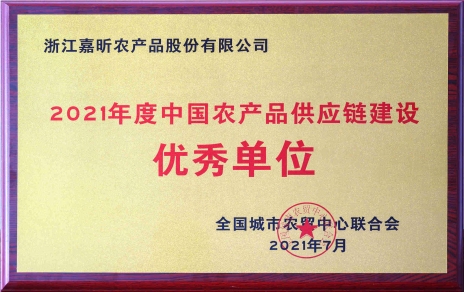 浙江嘉昕农产品股份有限公司
2021年度中国农产品供应链建设
优秀单位
全国城市农贸中心联合会
2021年7月